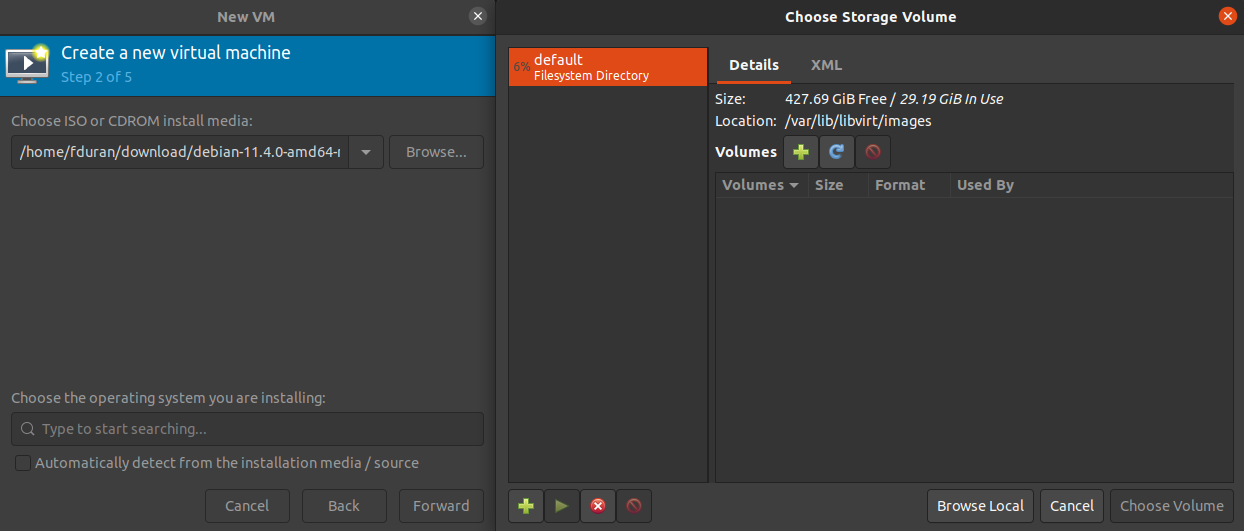 New VM
Create a new virtual machine
Step 2 of 5
Choose ISO or CDROM install media:
/home/fduran/download/debian-11.4.0-amd64-
Browse...
Choose the operating system you are installing:
Type to start searching...
Automatically detect from the installation media / source
Cancel
Back
Forward
Choose Storage Volume
6%
default
Filesystem Directory
Details
XML
Size: 427.69 GiB Free / 29.19 GiB In Use
Location: /var/lib/libvirt/images
Volumes
Volumes Size Format Used By
Browse Local
Cancel
Choose Volume